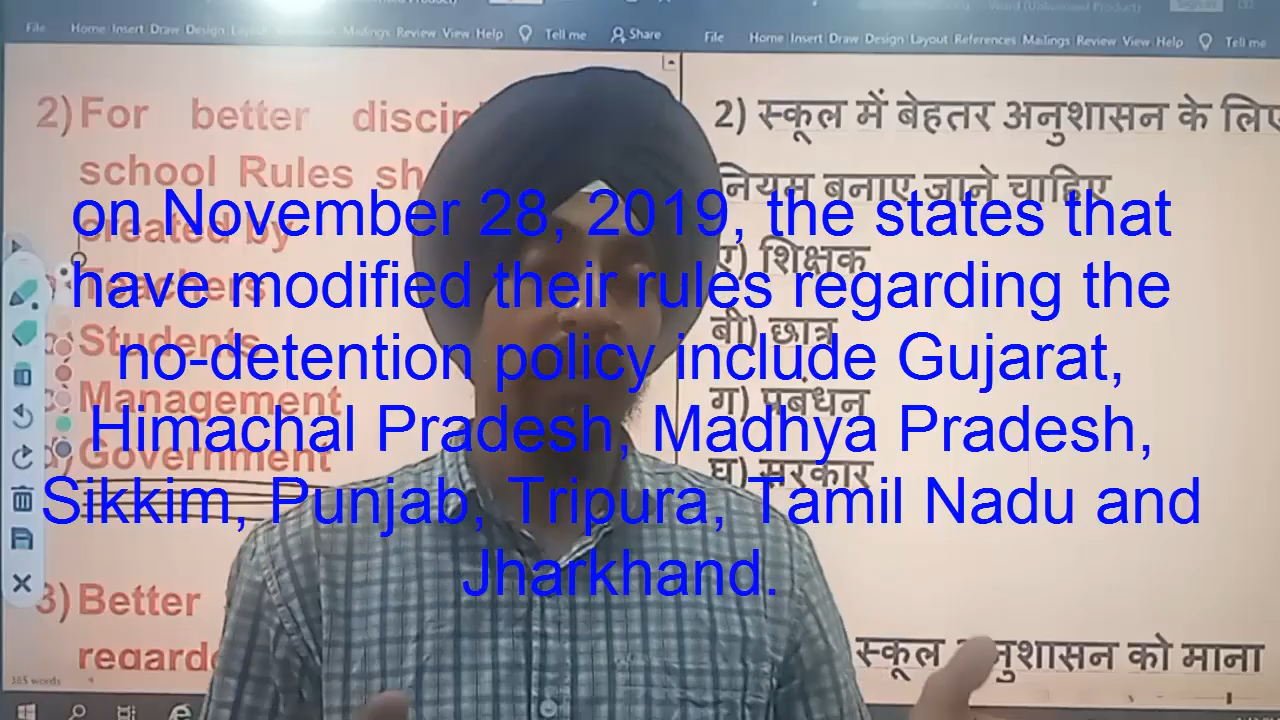 File Home Insert Draw Design Layout Mailings Review View Help Tell me Share
File Home Insert Draw Design Layout References Mailings Review View Help Tell me
2) For better
school Rules
created by
Teachers
Students
Management
Government
3) Better
385 words
2) स्कूल में बेहतर अनुशासन के
नियम बनाए जाने चाहिए
ए) शिक्षक
बी) छात्र
ग) प्रबंधन
घ) सरकार
स्कूल अनुशासन को माना
on November 28, 2019, the states that
have modified their rules regarding the
no-detention policy include Gujarat,
Himachal Pradesh, Madhya Pradesh,
Sikkim, Punjab, Tripura, Tamil Nadu and
Jharkhand.